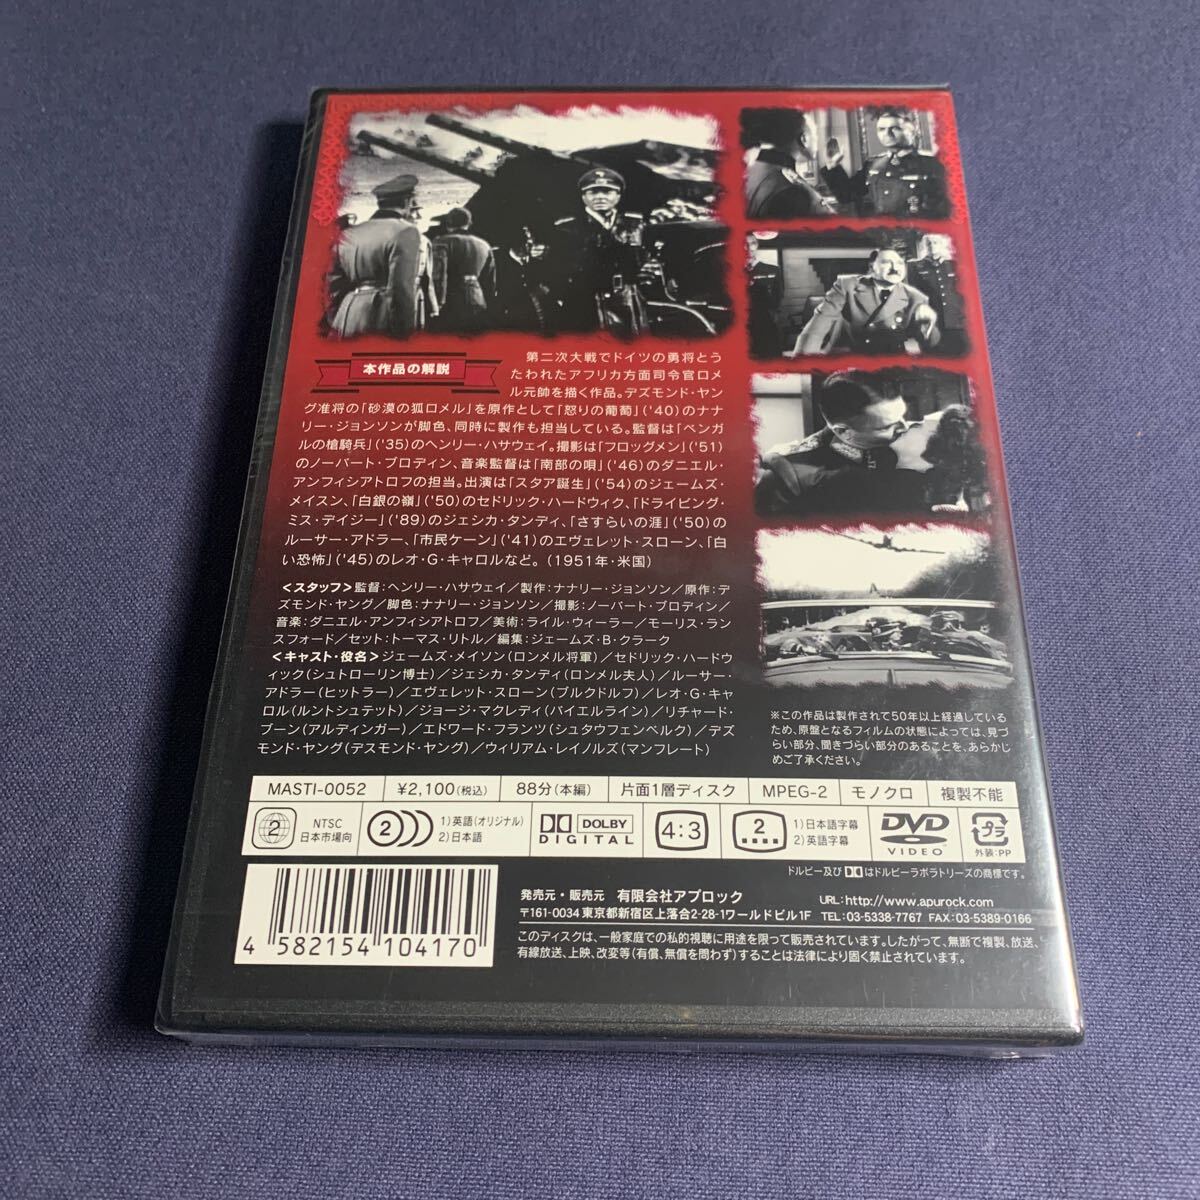 本作品の解説
第二次大戦でドイツの勇将とう
たわれたアフリカ方面司令官ロメ
ル元帥を描く作品。デズモンド・ヤン
グ准将の「砂漠の狐ロメル」を原作として「怒りの葡萄」('40)のナナ
リー・ジョンソンが脚色、同時に製作も担当している。監督は「ベンガ
ルの槍騎兵」('35)のヘンリー・ハサウェイ。撮影は「フロッグメン」('51)
のノーバート・ブロディン、音楽監督は「南部の唄」('46)のダニエル・
アンフィシアトロフの担当。出演は「スタア誕生」('54)のジェームズ・
メイスン、「白銀の嶺」('50)のセドリック・ハードウィク、「ドライビング・
ミス・デイジー」('89)のジェシカ・タンディ、「さすらいの涯」('50)の
ルーサー・アドラー、「市民ケーン」('41)のエヴェレット・スローン、「白
い恐怖」('45)のレオ・G・キャロルなど。(1951年・米国)
<スタッフ>監督:ヘンリー・ハサウェイ/製作:ナナリー・ジョンソン/原作:デ
ズモンド・ヤング/脚色:ナナリー・ジョンソン/撮影:ノーバート・ブロディン/
音楽:ダニエル・アンフィシアトロフ/美術:ライル・ウィーラー/モーリス・ラン
スフォード/セット:トーマス・リトル/編集:ジェームズ・B・クラーク
<キャスト・役名>ジェームズ・メイソン(ロンメル将軍)/セドリック・ハードウ
ィック(シュトローリン博士)/ジェシカ・タンディ(ロンメル夫人)/ルーサー・
アドラー(ヒットラー)/エヴェレット・スローン(ブルクドルフ)/レオ・G・キャ
ロル(ルントシュテット)/ジョージ・マクレディ(バイエルライン)/リチャード・
ブーン(アルディンガー)/エドワード・フランツ(シュタウフェンベルク)/デズ
モンド・ヤング(デスモンド・ヤング)/ウィリアム・レイノルズ(マンフレート)
※この作品は製作されて50年以上経過している
ため、原盤となるフィルムの状態によっては、見づ
らい部分、聞きづらい部分のあることを、あらかじ
めご了承ください。
MASTI-0052 ¥2,100(税込) 88分(本編) 片面1層ディスク MPEG-2 モノクロ 複製不能
2 NTSC 日本市場向 2 1)英語(オリジナル) 2)日本語 DOLBY DIGITAL 4:3 2 1)日本語字幕 2)英語字幕 DVD VIDEO プラ 外装:PP
ドルビー及びDDはドルビーラボラトリーズの商標です。
4 582154 104170
発売元・販売元 有限会社アプロック URL:http://www.apurock.com
〒161-0034 東京都新宿区上落合2-28-1ワールドビル1F TEL:03-5338-7767 FAX:03-5389-0166
このディスクは、一般家庭での私的視聴に用途を限って販売されています。したがって、無断で複製、放送、
有線放送、上映、改変等(有償、無償を問わず)することは法律により固く禁止されています。